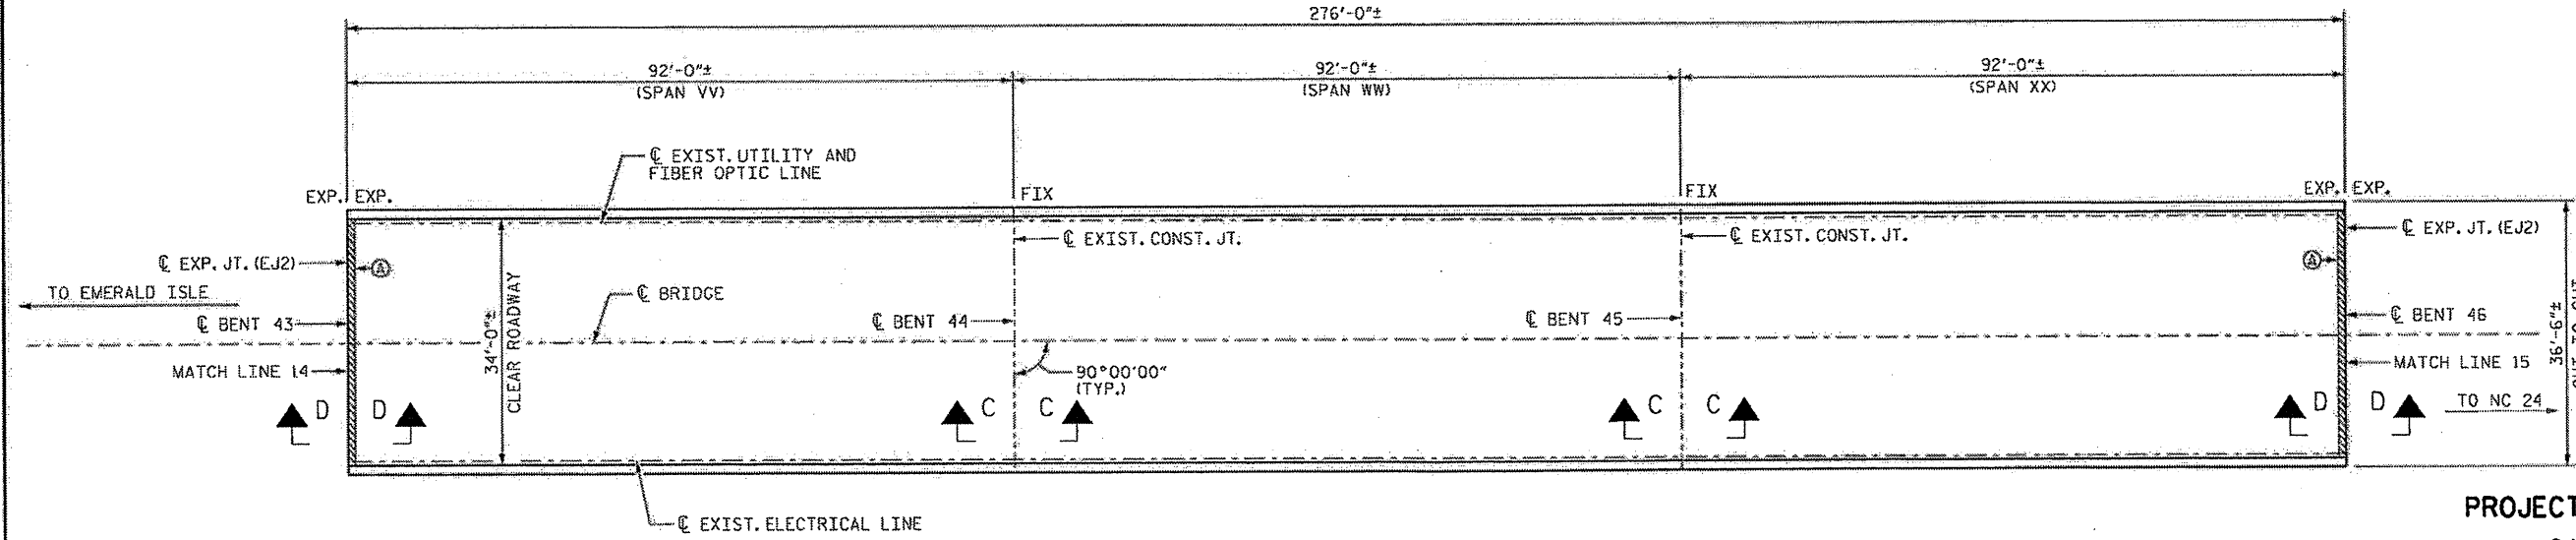 276'-0"±
92'-0"±
(SPAN VV)
92'-0"±
(SPAN WW)
92'-0"±
(SPAN XX)
℄ EXIST. UTILITY AND
FIBER OPTIC LINE
EXP. EXP.
FIX
FIX
EXP. EXP.
℄ EXP. JT. (EJ2)
A
℄ EXIST. CONST. JT.
℄ EXIST. CONST. JT.
A
℄ EXP. JT. (EJ2)
TO EMERALD ISLE
℄ BRIDGE
℄ BENT 43
℄ BENT 44
℄ BENT 45
℄ BENT 46
34'-0"±
CLEAR ROADWAY
36'-6"±
MATCH LINE 14
90°00'00"
(TYP.)
MATCH LINE 15
D D
C C
C C
D D
TO NC 24
℄ EXIST. ELECTRICAL LINE
PROJECT